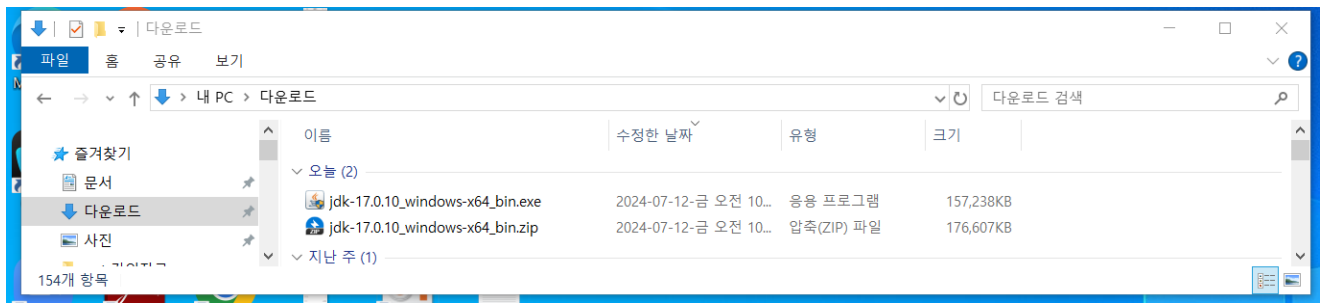 다운로드
파일 홈 공유 보기
내 PC > 다운로드
다운로드 검색
이름 수정한 날짜 유형 크기
즐겨찾기
문서
다운로드
사진
오늘 (2)
jdk-17.0.10_windows-x64_bin.exe 2024-07-12-금 오전 10... 응용 프로그램 157,238KB
jdk-17.0.10_windows-x64_bin.zip 2024-07-12-금 오전 10... 압축(ZIP) 파일 176,607KB
지난 주 (1)
154개 항목